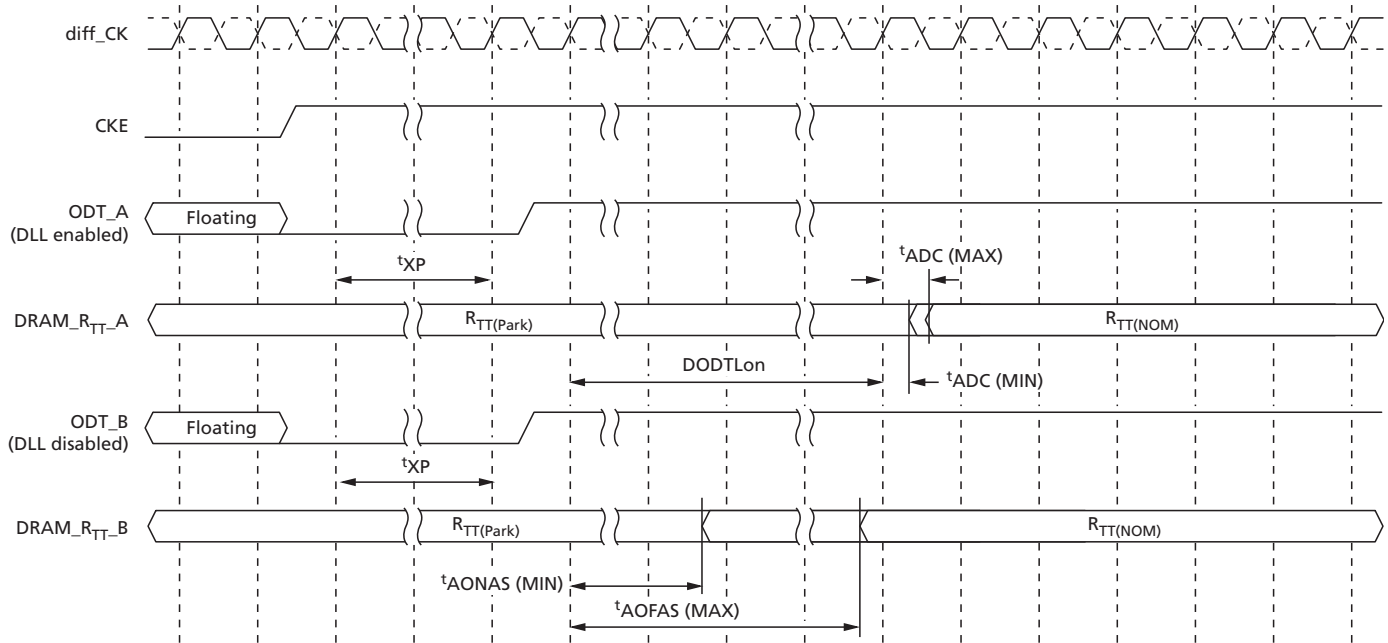 diff_CK
CKE
ODT_A
(DLL enabled)
Floating
tXP
tADC (MAX)
DRAM_RTT_A
RTT(Park)
RTT(NOM)
DODTLon
tADC (MIN)
ODT_B
(DLL disabled)
Floating
tXP
DRAM_RTT_B
RTT(Park)
RTT(NOM)
tAONAS (MIN)
tAOFAS (MAX)